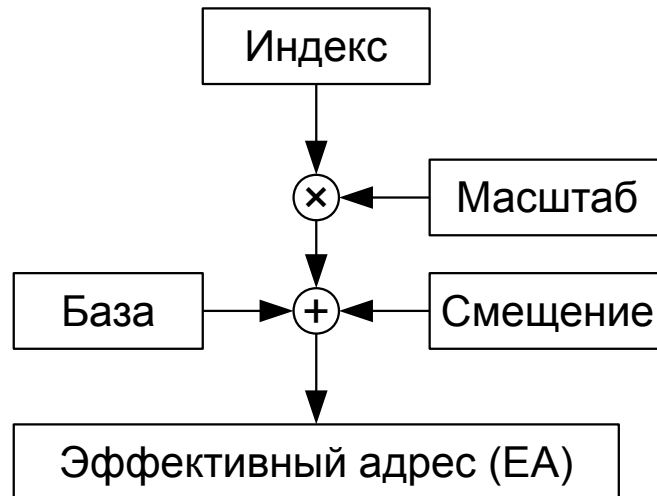 Индекс
×
Масштаб
База
+
Смещение
Эффективный адрес (EA)